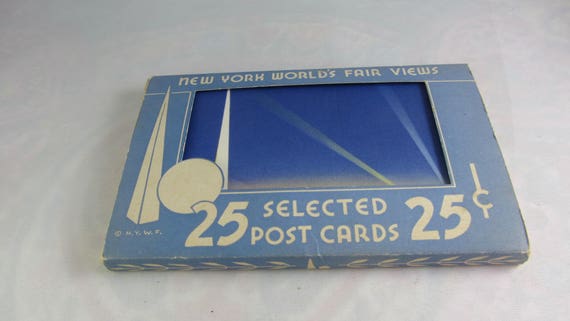 NEW YORK WORLD'S FAIR VIEWS
25 SELECTED POST CARDS 25¢
© N.Y.W.F.